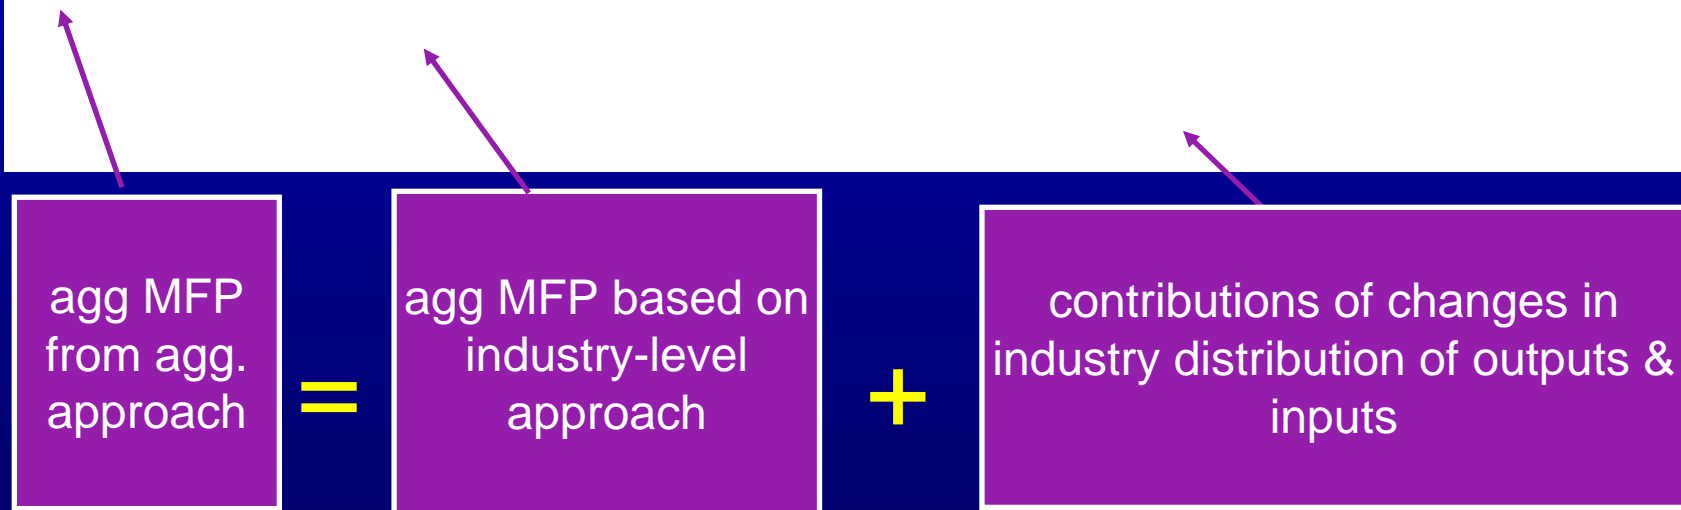 agg MFP
from agg.
approach
=
agg MFP based on
industry-level
approach
+
contributions of changes in
industry distribution of outputs &
inputs